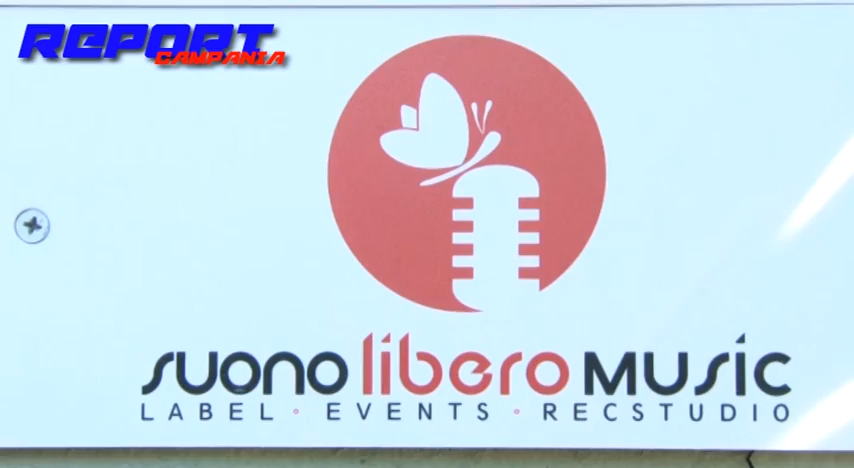 REPORT
CAMPANIA
suono libero MUSIC
LABEL · EVENTS · RECSTUDIO